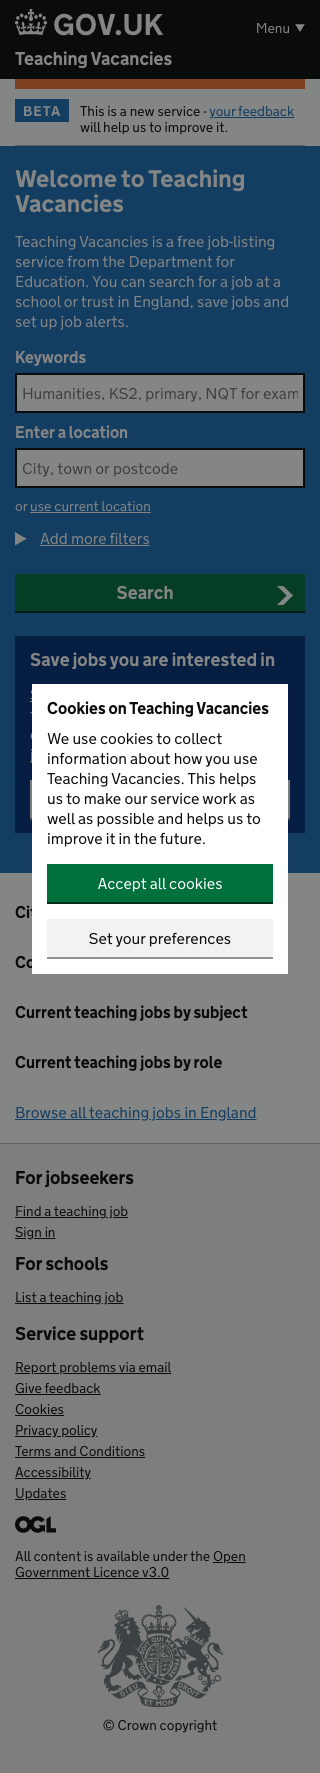 GOV.UK
Menu ▼
Teaching Vacancies
BETA
This is a new service - your feedback
will help us to improve it.
Welcome to Teaching
Vacancies
Teaching Vacancies is a free job-listing
service from the Department for
Education. You can search for a job at a
school or trust in England, save jobs and
set up job alerts.
Keywords
Humanities, KS2, primary, NQT for exam
Enter a location
City, town or postcode
or use current location
Add more filters
Search
Save jobs you are interested in
Cookies on Teaching Vacancies
We use cookies to collect
information about how you use
Teaching Vacancies. This helps
us to make our service work as
well as possible and helps us to
improve it in the future.
Accept all cookies
Set your preferences
Current teaching jobs by subject
Current teaching jobs by role
Browse all teaching jobs in England
For jobseekers
Find a teaching job
Sign in
For schools
List a teaching job
Service support
Report problems via email
Give feedback
Cookies
Privacy policy
Terms and Conditions
Accessibility
Updates
OGL
All content is available under the Open
Government Licence v3.0
© Crown copyright